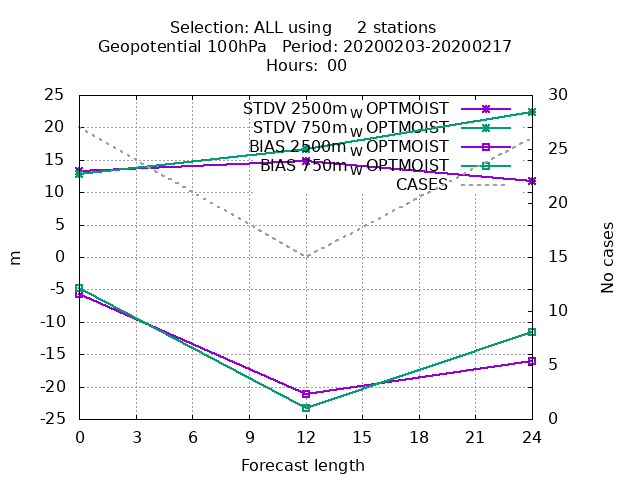 Selection: ALL using     2 stations
Geopotential 100hPa   Period: 20200203-20200217
Hours:  00
STDV 2500m_W OPTMOIST
STDV 750m_W OPTMOIST
BIAS 2500m_W OPTMOIST
BIAS 750m_W OPTMOIST
CASES
25
20
15
10
5
0
-5
-10
-15
-20
-25
m
30
25
20
15
10
5
0
No cases
0 3 6 9 12 15 18 21 24
Forecast length